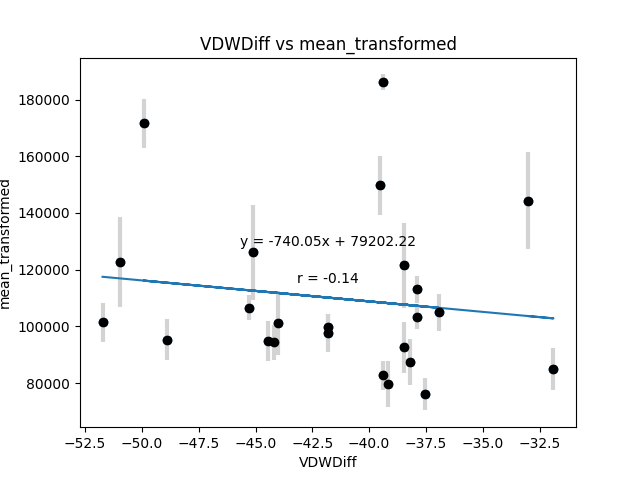 VDWDiff vs mean_transformed
mean_transformed
180000
160000
140000
120000
100000
80000
y = -740.05x + 79202.22
r = -0.14
−52.5 −50.0 −47.5 −45.0 −42.5 −40.0 −37.5 −35.0 −32.5
VDWDiff